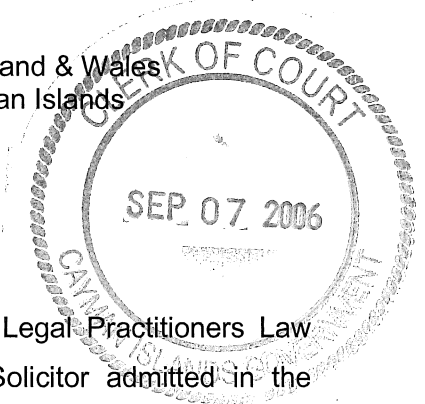 and & Wales
an Islands
CLERK OF COURT
SEP 07 2006
CAYMAN ISLANDS GOVERNMENT
Legal Practitioners Law
Solicitor admitted in the